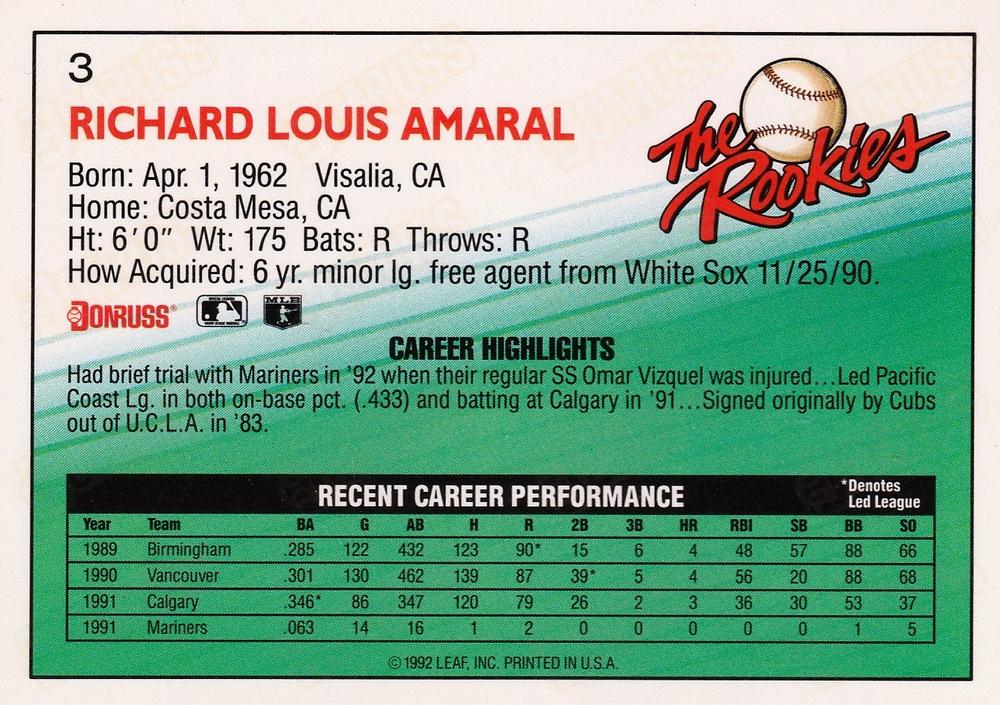 3
RICHARD LOUIS AMARAL
The
Rookies
Born: Apr. 1, 1962 Visalia, CA
Home: Costa Mesa, CA
Ht: 6'0" Wt: 175 Bats: R Throws: R
How Acquired: 6 yr. minor lg. free agent from White Sox 11/25/90.
DONRUSS® MLB
CAREER HIGHLIGHTS
Had brief trial with Mariners in '92 when their regular SS Omar Vizquel was injured...Led Pacific
Coast Lg. in both on-base pct. (.433) and batting at Calgary in '91...Signed originally by Cubs
out of U.C.L.A. in '83.
RECENT CAREER PERFORMANCE
*Denotes
Led League
Year Team BA G AB H R 2B 3B HR RBI SB BB SO
1989 Birmingham .285 122 432 123 90* 15 6 4 48 57 88 66
1990 Vancouver .301 130 462 139 87 39* 5 4 56 20 88 68
1991 Calgary .346* 86 347 120 79 26 2 3 36 30 53 37
1991 Mariners .063 14 16 1 2 0 0 0 0 0 1 5
©1992 LEAF, INC. PRINTED IN U.S.A.